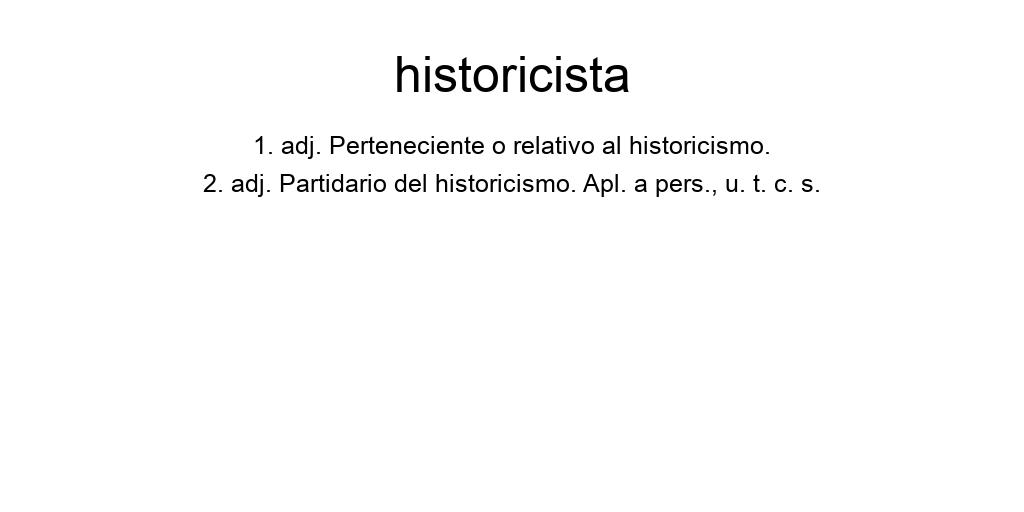 historicista
1. adj. Perteneciente o relativo al historicismo.
2. adj. Partidario del historicismo. Apl. a pers., u. t. c. s.